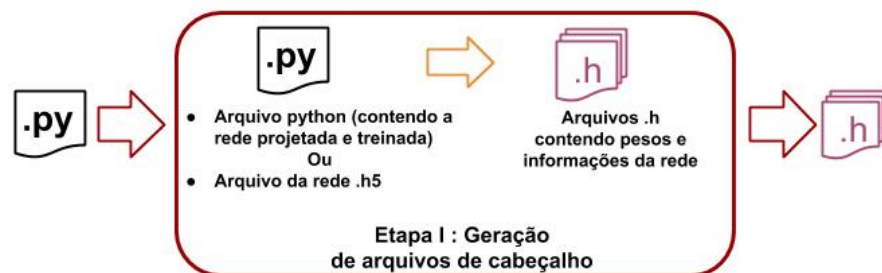 .py
.py
● Arquivo python (contendo a
rede projetada e treinada)
Ou
● Arquivo da rede .h5
.h
Arquivos .h
contendo pesos e
informações da rede
.h
Etapa I : Geração
de arquivos de cabeçalho